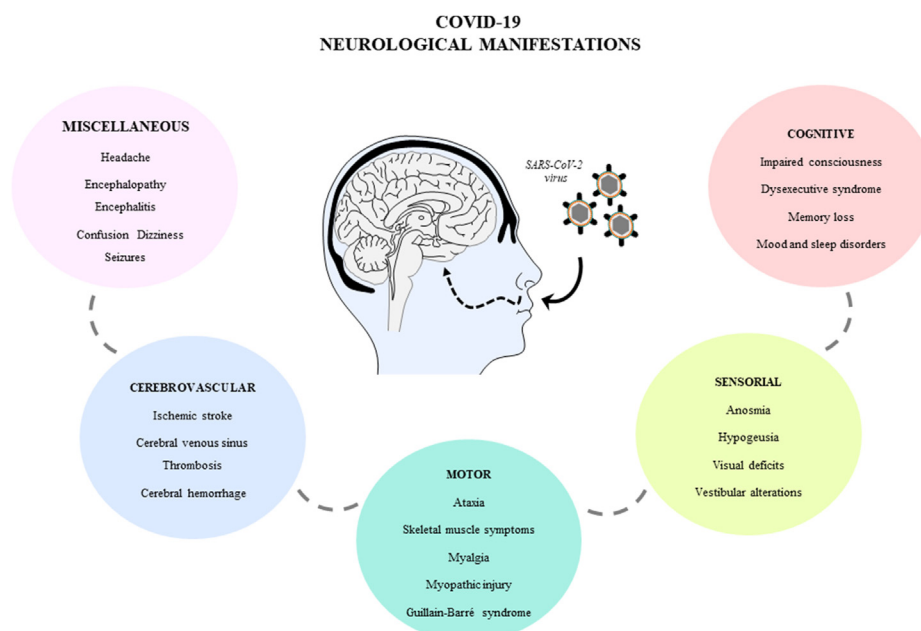 COVID-19
NEUROLOGICAL MANIFESTATIONS
MISCELLANEOUS
Headache
Encephalopathy
Encephalitis
Confusion Dizziness
Seizures
SARS-CoV-2
virus
COGNITIVE
Impaired consciousness
Dysexecutive syndrome
Memory loss
Mood and sleep disorders
CEREBROVASCULAR
Ischemic stroke
Cerebral venous sinus
Thrombosis
Cerebral hemorrhage
MOTOR
Ataxia
Skeletal muscle symptoms
Myalgia
Myopathic injury
Guillain-Barré syndrome
SENSORIAL
Anosmia
Hypogeusia
Visual deficits
Vestibular alterations